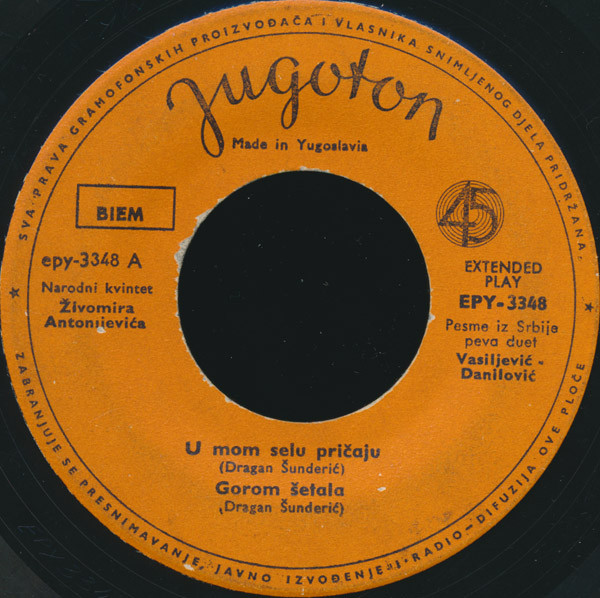 SVA PRAVA GRAMOFONSKIH PROIZVOĐAČA I VLASNIKA SNIMLJENOG DJELA PRIDRŽANA.
Jugoton
Made in Yugoslavia
BIEM
45
epy-3348 A
Narodni kvintet
Živomira
Antonijevića
EXTENDED
PLAY
EPY-3348
Pesme iz Srbije
peva duet
Vasiljević -
Danilović
U mom selu pričaju
(Dragan Šunderić)
Gorom šetala
(Dragan Šunderić)
ZABRANJUJE SE PRESNIMAVANJE, JAVNO IZVOĐENJE I RADIO-DIFUZIJA OVE PLOČE